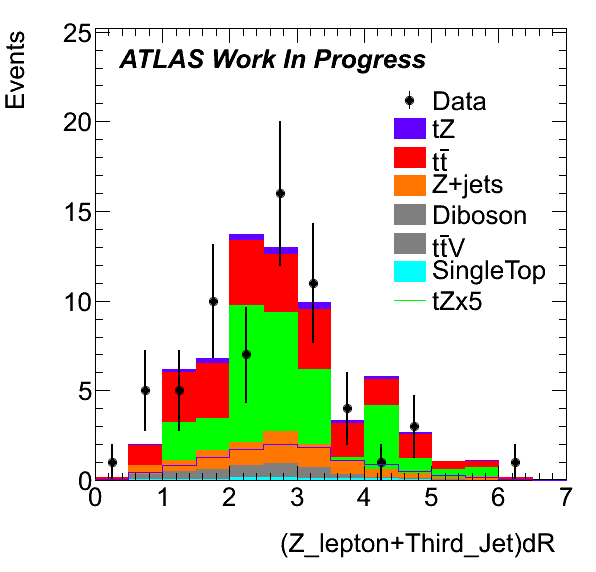 Events
25
20
15
10
5
0
ATLAS Work In Progress
Data
tZ
tt̄
Z+jets
Diboson
tt̄V
SingleTop
tZx5
0 1 2 3 4 5 6 7
(Z_lepton+Third_Jet)dR